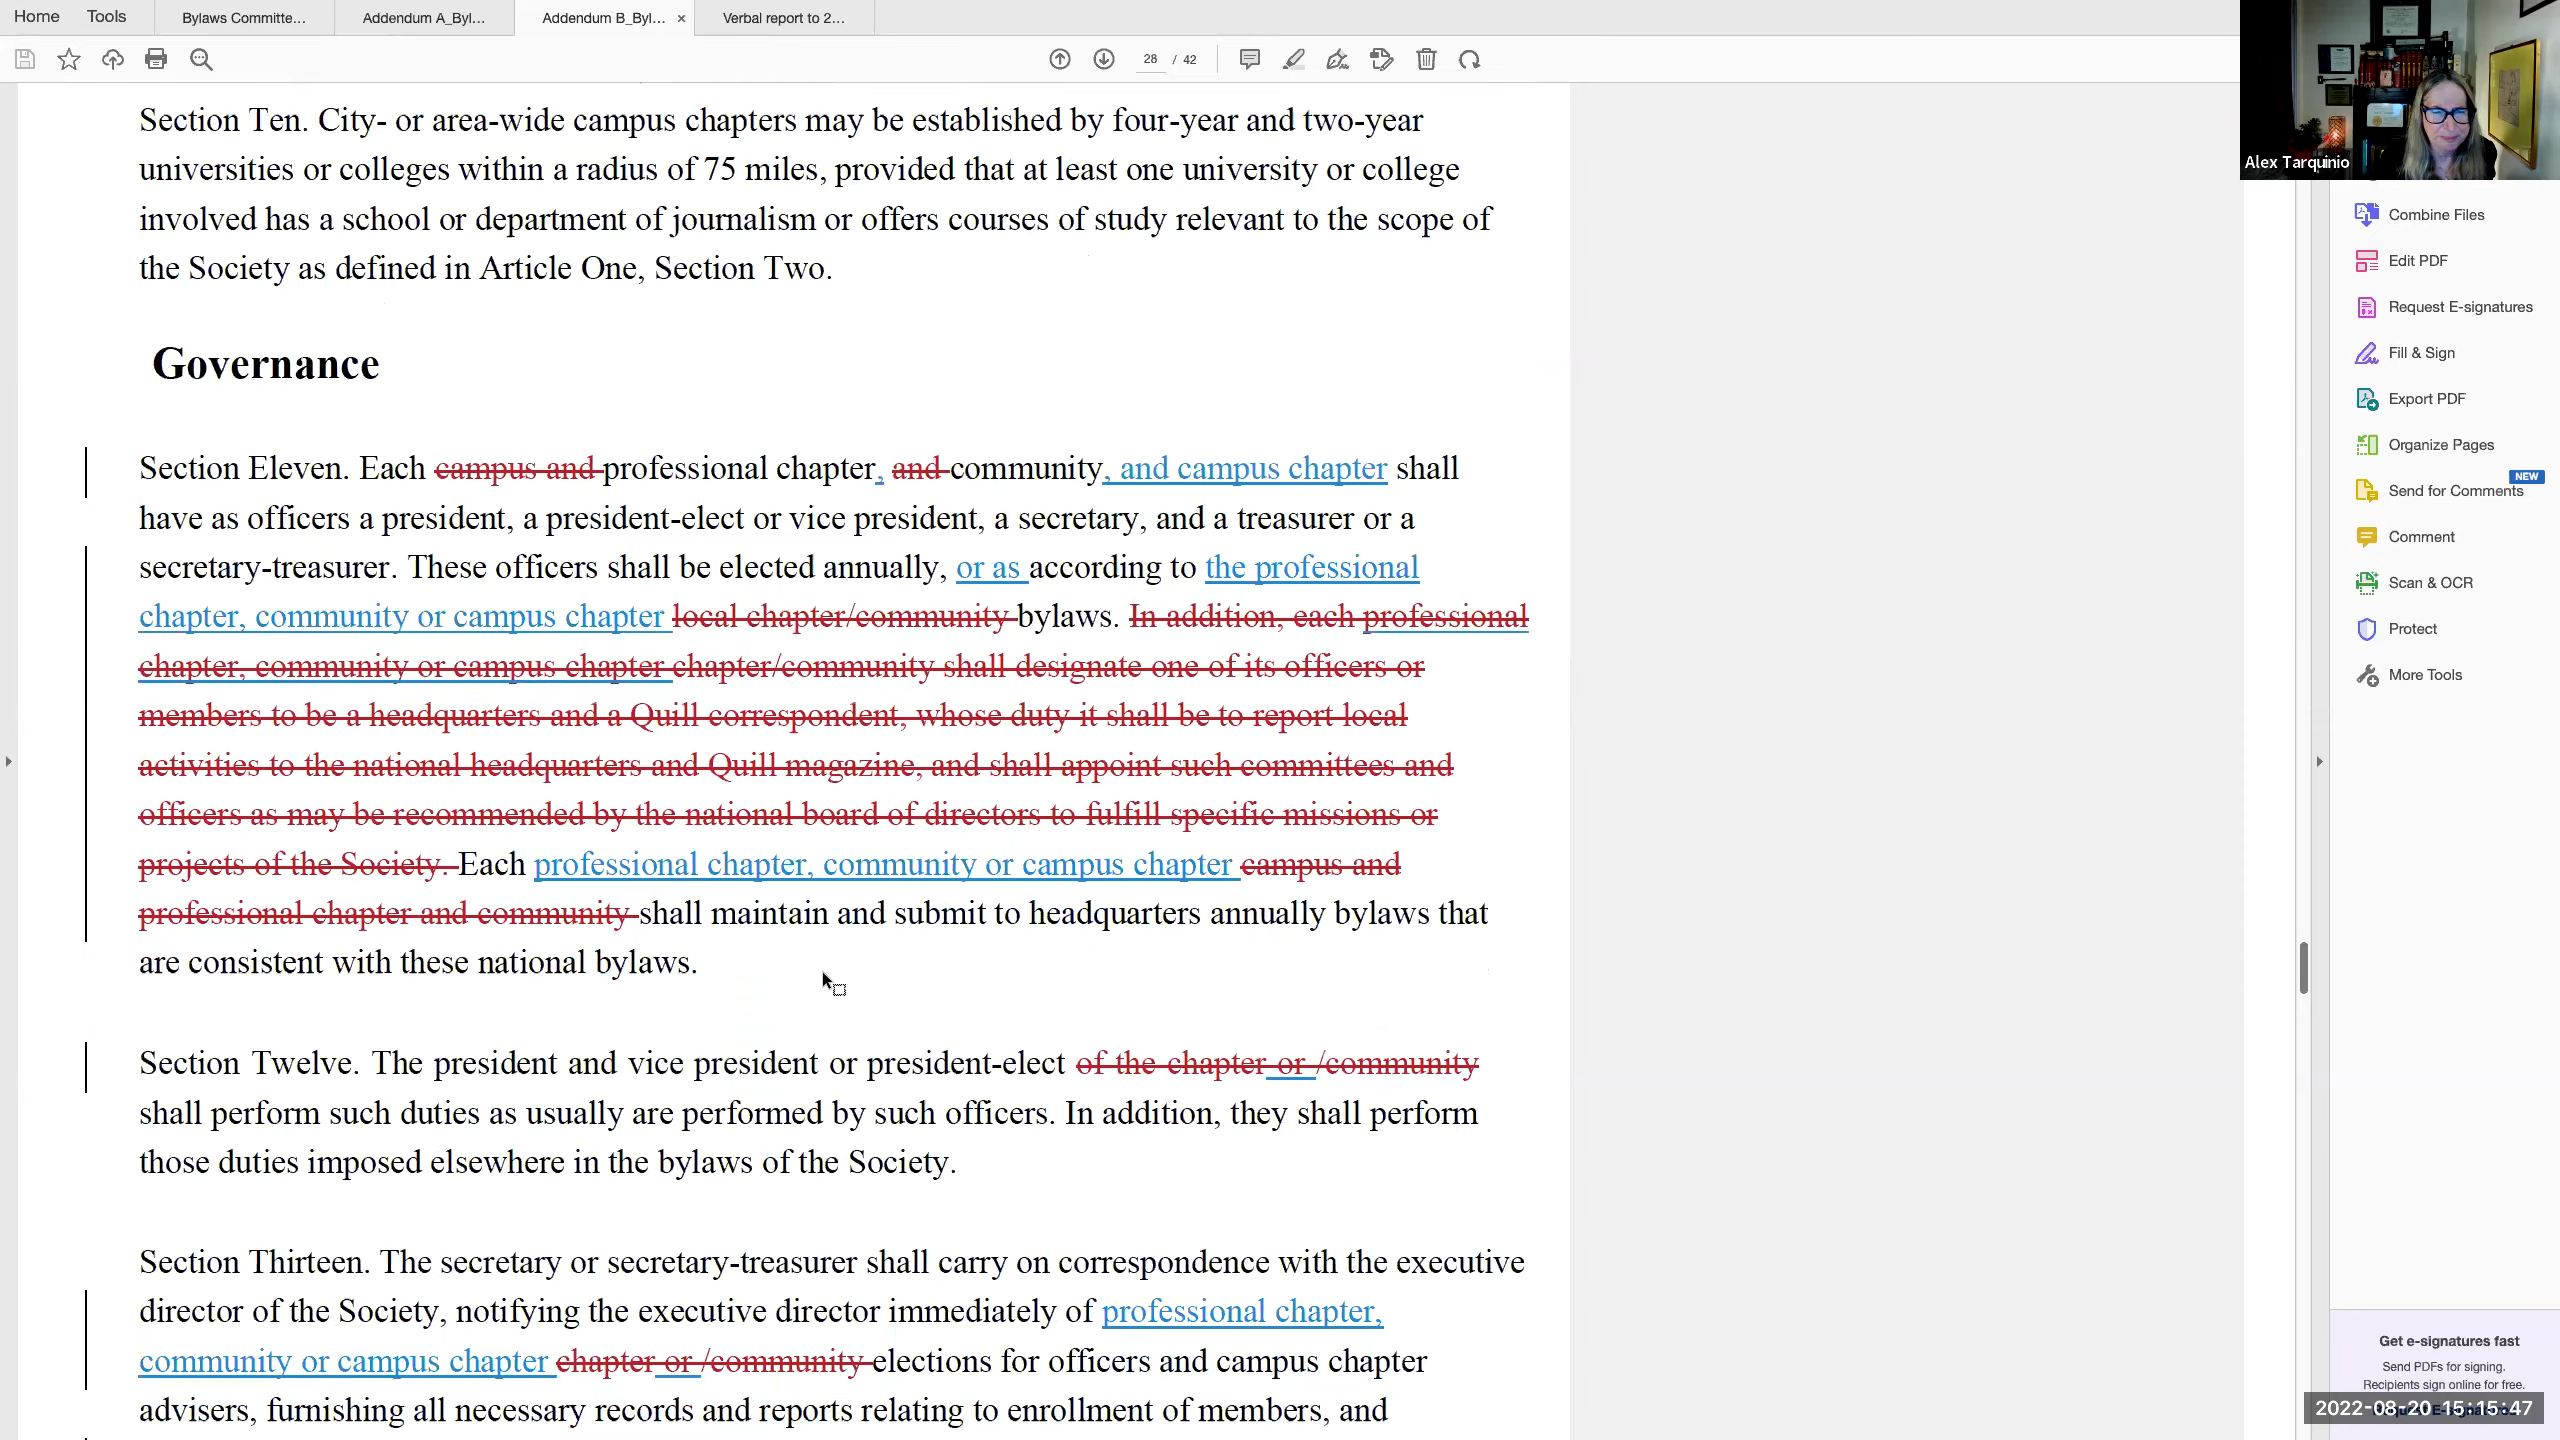 Home
Tools
Bylaws Committe...
Addendum A_Byl...
Addendum B_Byl...
Verbal report to 2...
28 / 42
Alex Tarquinio
Section Ten. City- or area-wide campus chapters may be established by four-year and two-year
universities or colleges within a radius of 75 miles, provided that at least one university or college
involved has a school or department of journalism or offers courses of study relevant to the scope of
the Society as defined in Article One, Section Two.
Governance
Section Eleven. Each campus and professional chapter, and community, and campus chapter shall
have as officers a president, a president-elect or vice president, a secretary, and a treasurer or a
secretary-treasurer. These officers shall be elected annually, or as according to the professional
chapter, community or campus chapter local chapter/community bylaws. In addition, each professional
chapter, community or campus chapter chapter/community shall designate one of its officers or
members to be a headquarters and a Quill correspondent, whose duty it shall be to report local
activities to the national headquarters and Quill magazine, and shall appoint such committees and
officers as may be recommended by the national board of directors to fulfill specific missions or
projects of the Society. Each professional chapter, community or campus chapter campus and
professional chapter and community shall maintain and submit to headquarters annually bylaws that
are consistent with these national bylaws.
Section Twelve. The president and vice president or president-elect of the chapter or /community
shall perform such duties as usually are performed by such officers. In addition, they shall perform
those duties imposed elsewhere in the bylaws of the Society.
Section Thirteen. The secretary or secretary-treasurer shall carry on correspondence with the executive
director of the Society, notifying the executive director immediately of professional chapter,
community or campus chapter chapter or /community elections for officers and campus chapter
advisers, furnishing all necessary records and reports relating to enrollment of members, and
Combine Files
Edit PDF
Request E-signatures
Fill & Sign
Export PDF
Organize Pages
NEW
Send for Comments
Comment
Scan & OCR
Protect
More Tools
Get e-signatures fast
Send PDFs for signing.
Recipients sign online for free.
2022-08-20 15:15:47